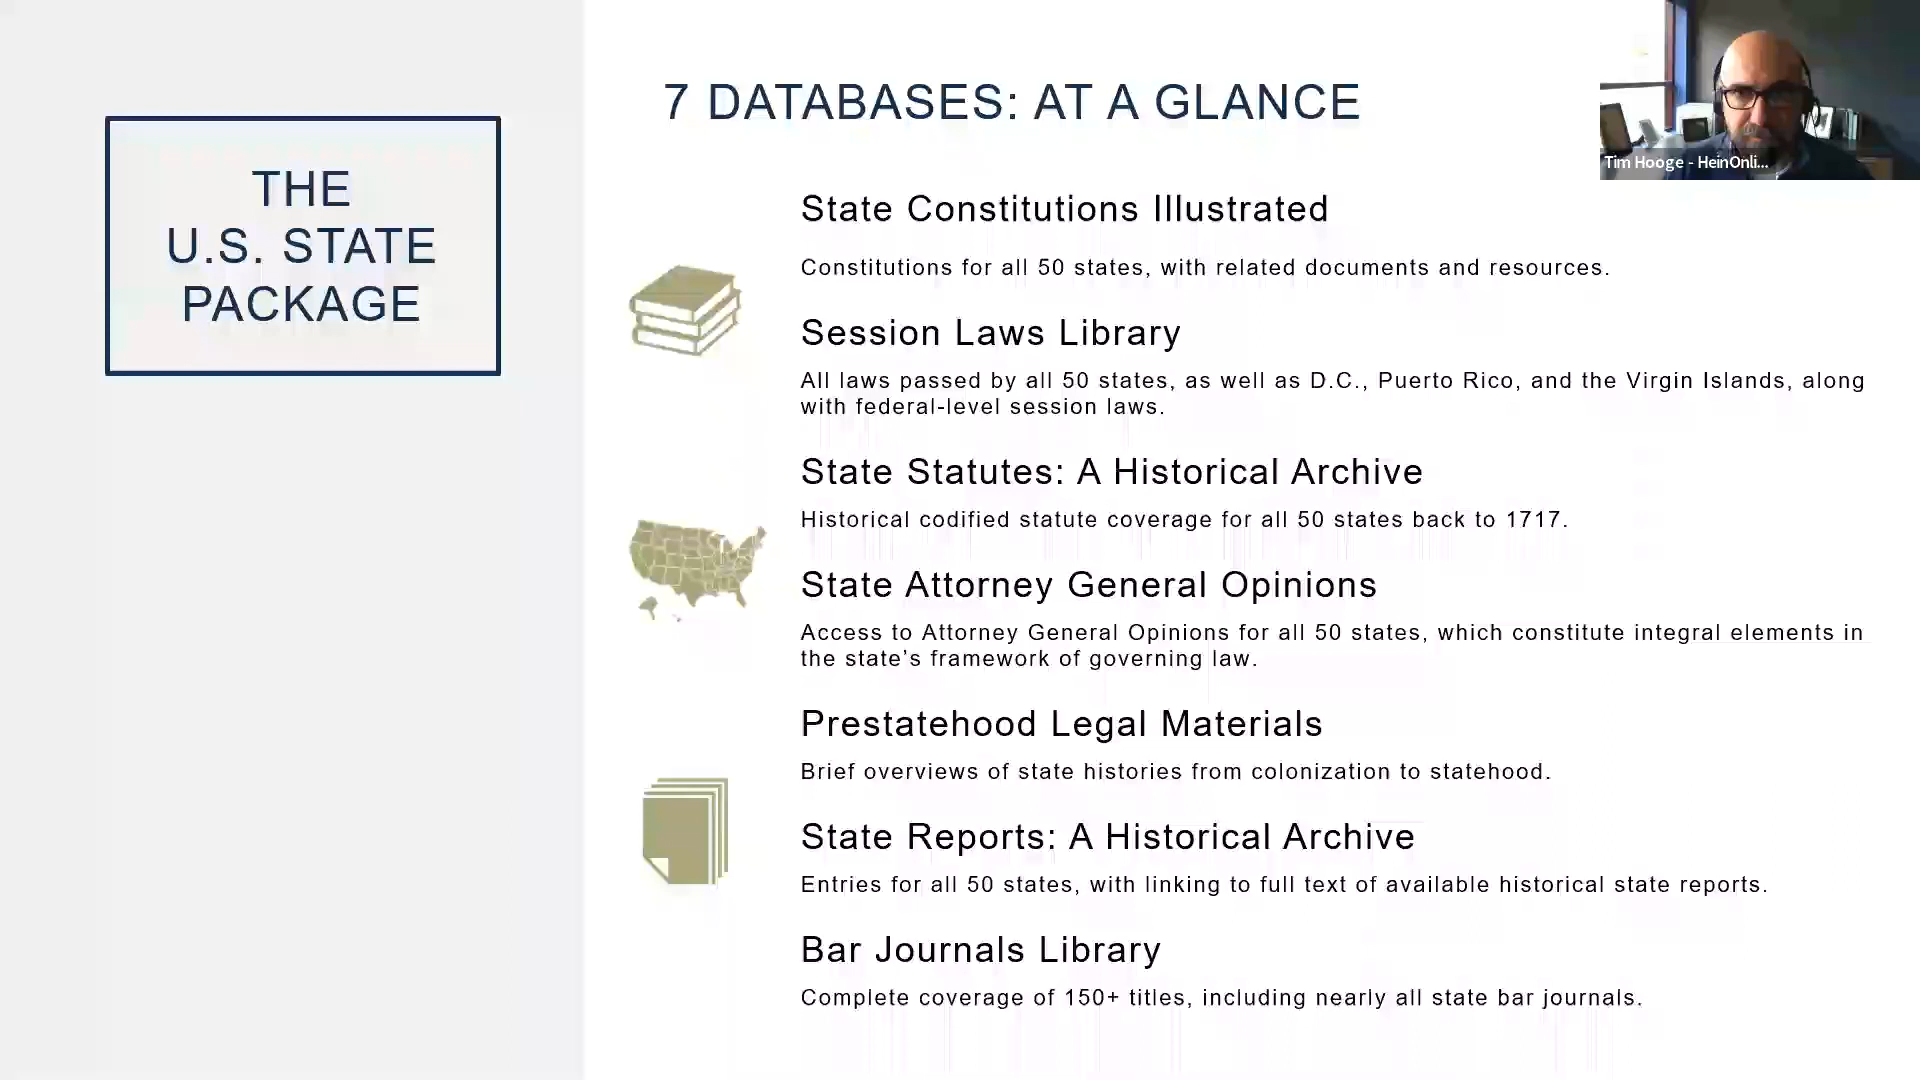 THE
U.S. STATE
PACKAGE
7 DATABASES: AT A GLANCE
Tim Hooge - HeinOnli...
State Constitutions Illustrated
Constitutions for all 50 states, with related documents and resources.
Session Laws Library
All laws passed by all 50 states, as well as D.C., Puerto Rico, and the Virgin Islands, along
with federal-level session laws.
State Statutes: A Historical Archive
Historical codified statute coverage for all 50 states back to 1717.
State Attorney General Opinions
Access to Attorney General Opinions for all 50 states, which constitute integral elements in
the state’s framework of governing law.
Prestatehood Legal Materials
Brief overviews of state histories from colonization to statehood.
State Reports: A Historical Archive
Entries for all 50 states, with linking to full text of available historical state reports.
Bar Journals Library
Complete coverage of 150+ titles, including nearly all state bar journals.